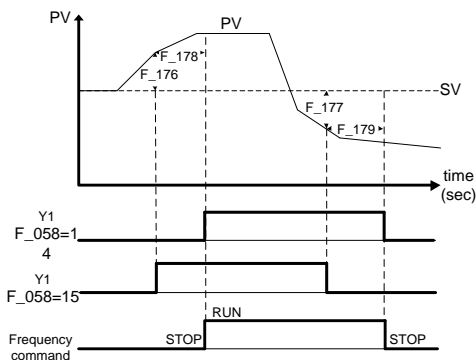 PV
PV
F_178
F_176
SV
F_177
F_179
time
(sec)
Y1
F_058=1
4
Y1
F_058=15
RUN
Frequency
command
STOP
STOP